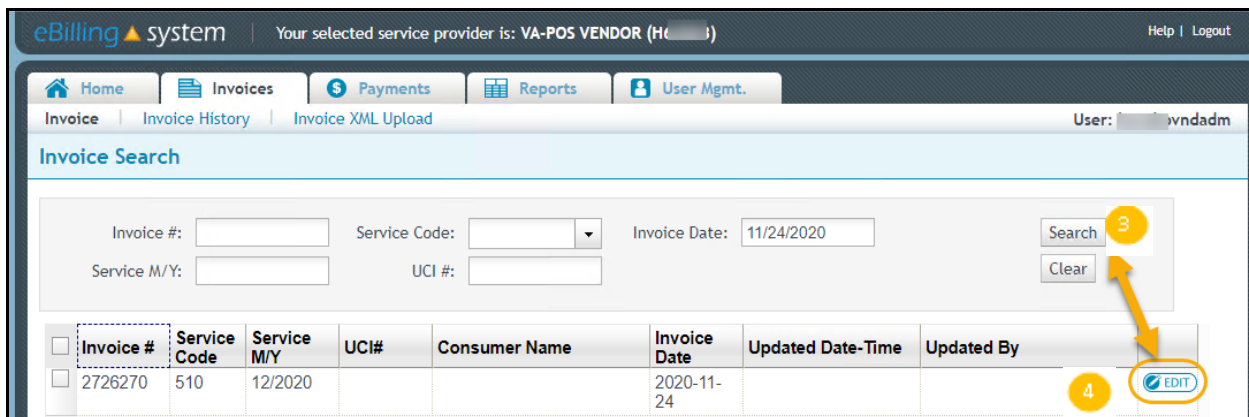 eBilling system Your selected service provider is: VA-POS VENDOR (H6 3) Help | Logout
Home Invoices Payments Reports User Mgmt.
Invoice | Invoice History | Invoice XML Upload User: vndadm
Invoice Search
Invoice #: Service Code: Invoice Date: 11/24/2020 Search 3
Service M/Y: UCI #: Clear
Invoice # Service Code Service M/Y UCI# Consumer Name Invoice Date Updated Date-Time Updated By
2726270 510 12/2020 2020-11-24 4 EDIT